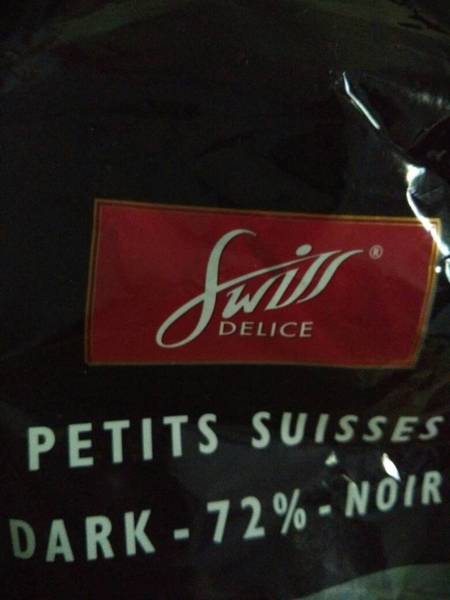 Swiss ®
DELICE
PETITS SUISSES
DARK - 72% - NOIR